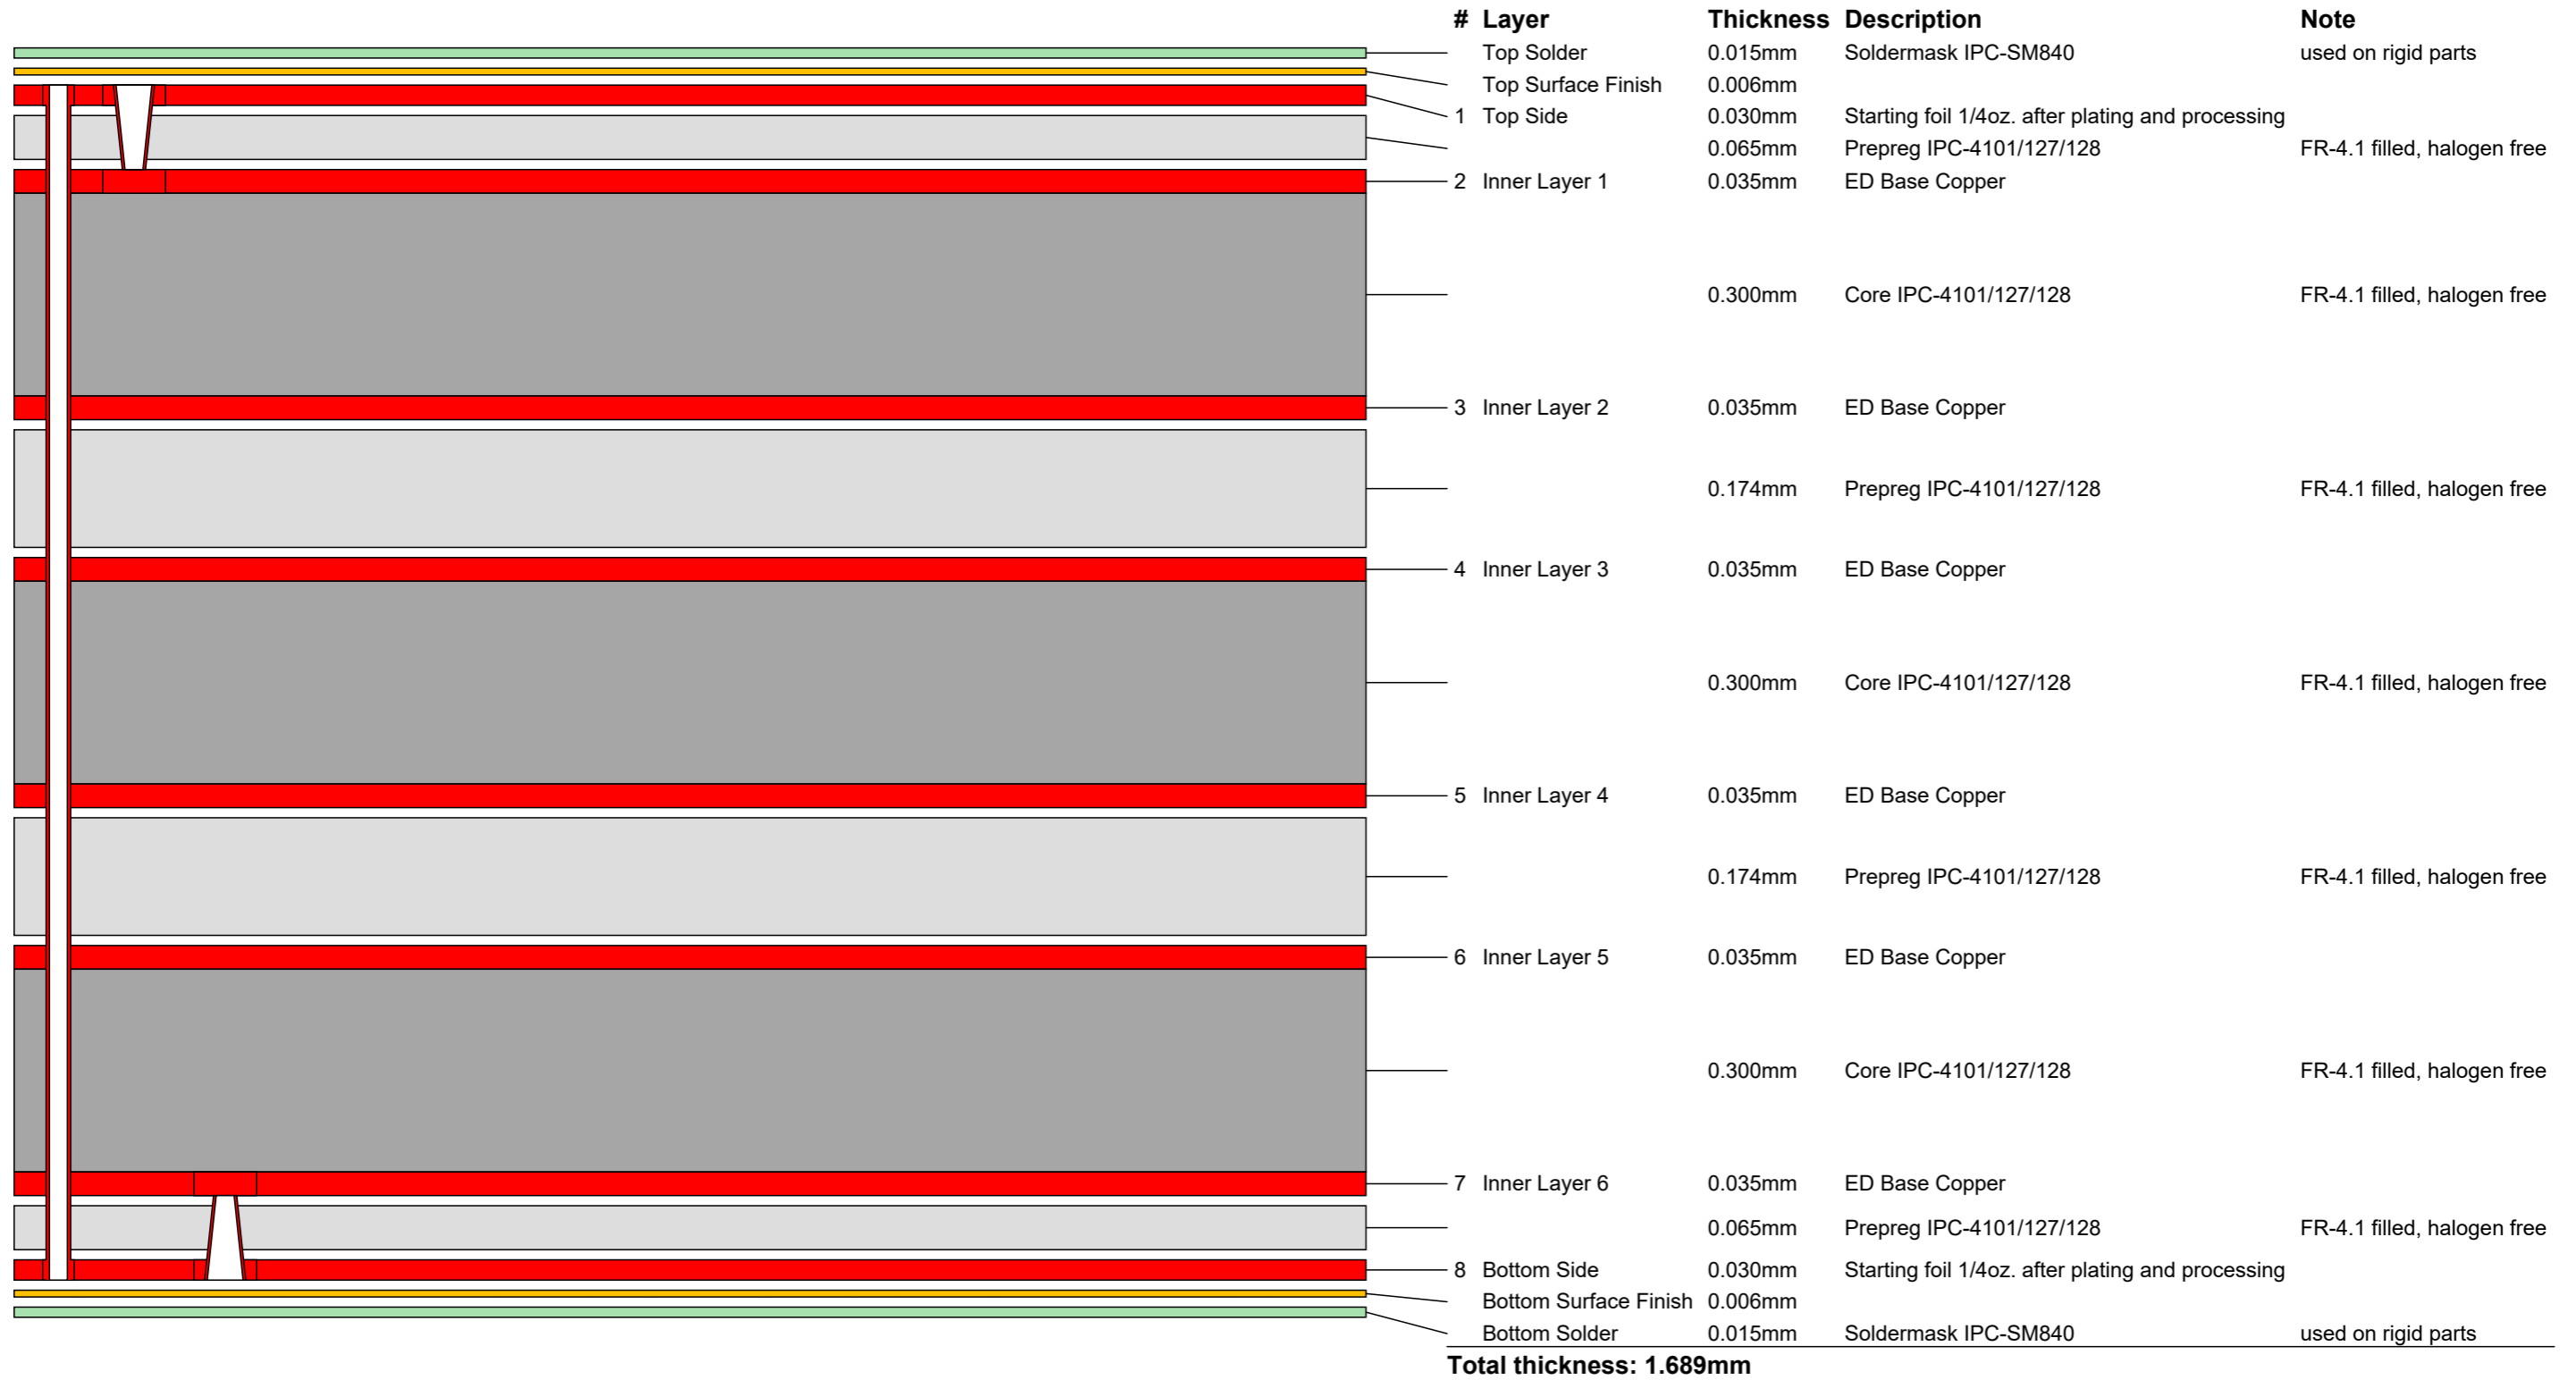 # Layer Thickness Description Note
Top Solder 0.015mm Soldermask IPC-SM840 used on rigid parts
Top Surface Finish 0.006mm
1 Top Side 0.030mm Starting foil 1/4oz. after plating and processing
0.065mm Prepreg IPC-4101/127/128 FR-4.1 filled, halogen free
2 Inner Layer 1 0.035mm ED Base Copper
0.300mm Core IPC-4101/127/128 FR-4.1 filled, halogen free
3 Inner Layer 2 0.035mm ED Base Copper
0.174mm Prepreg IPC-4101/127/128 FR-4.1 filled, halogen free
4 Inner Layer 3 0.035mm ED Base Copper
0.300mm Core IPC-4101/127/128 FR-4.1 filled, halogen free
5 Inner Layer 4 0.035mm ED Base Copper
0.174mm Prepreg IPC-4101/127/128 FR-4.1 filled, halogen free
6 Inner Layer 5 0.035mm ED Base Copper
0.300mm Core IPC-4101/127/128 FR-4.1 filled, halogen free
7 Inner Layer 6 0.035mm ED Base Copper
0.065mm Prepreg IPC-4101/127/128 FR-4.1 filled, halogen free
8 Bottom Side 0.030mm Starting foil 1/4oz. after plating and processing
Bottom Surface Finish 0.006mm
Bottom Solder 0.015mm Soldermask IPC-SM840 used on rigid parts
Total thickness: 1.689mm